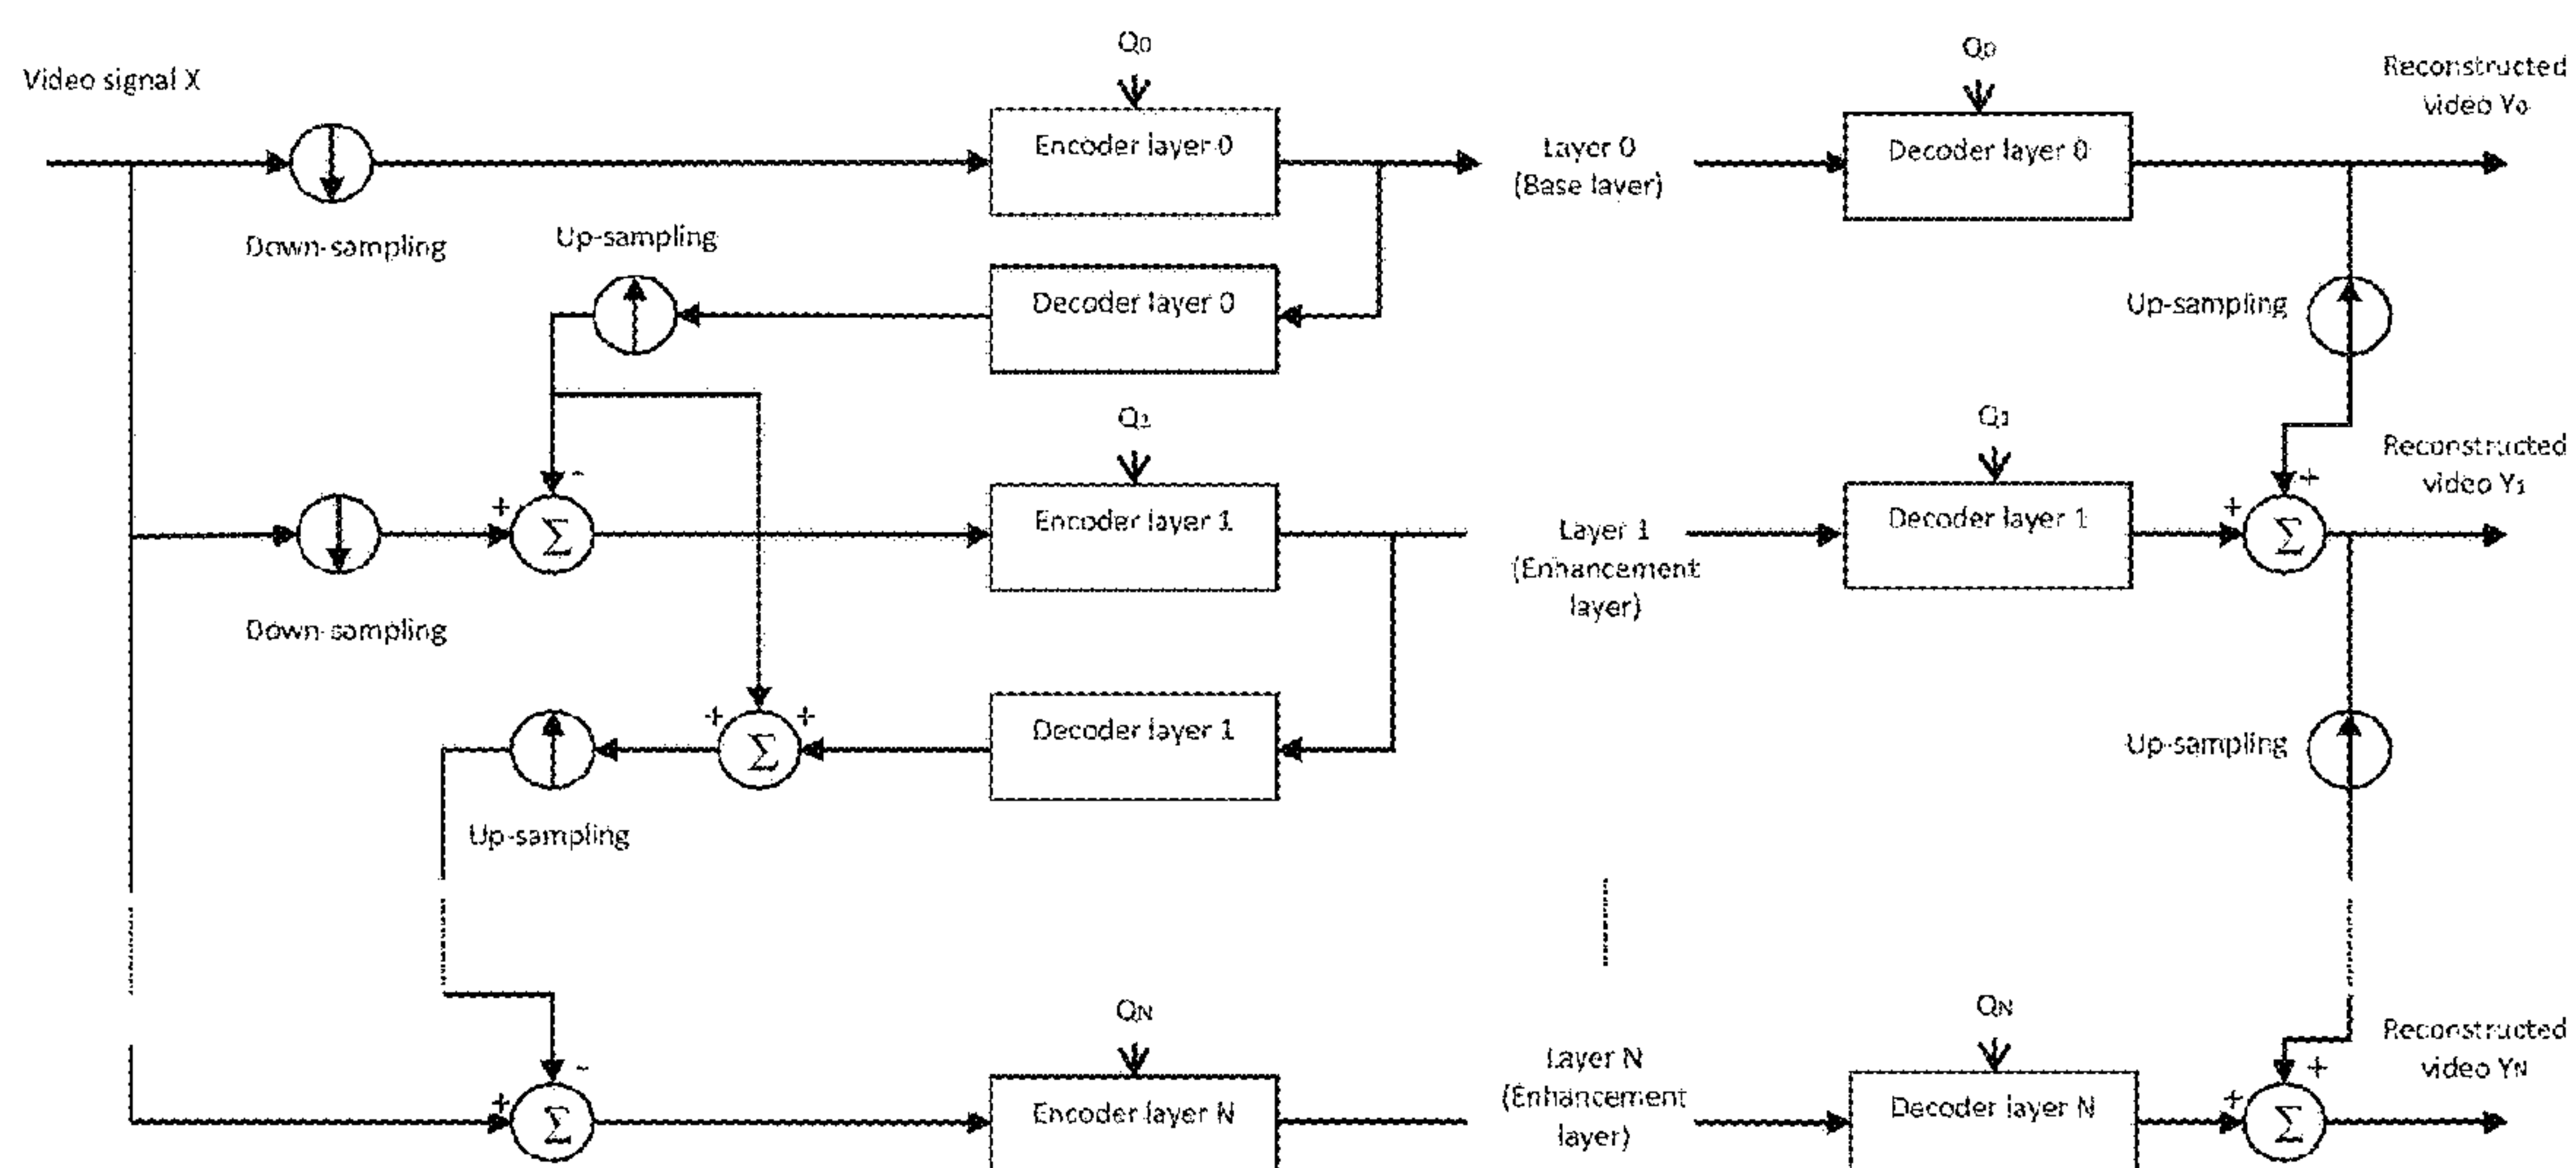 Q0
Q0
Video signal X
Reconstructed
video Y0
Encoder layer 0
Layer 0
(Base layer)
Decoder layer 0
Down-sampling
Up-sampling
Decoder layer 0
Up-sampling
Q1
Q1
Reconstructed
video Y1
-
+
+
+
Σ
Encoder layer 1
Layer 1
(Enhancement
layer)
Decoder layer 1
Σ
Down-sampling
+
+
Σ
Decoder layer 1
Up-sampling
Up-sampling
QN
QN
Reconstructed
video YN
-
+
+
+
Σ
Encoder layer N
Layer N
(Enhancement
layer)
Decoder layer N
Σ